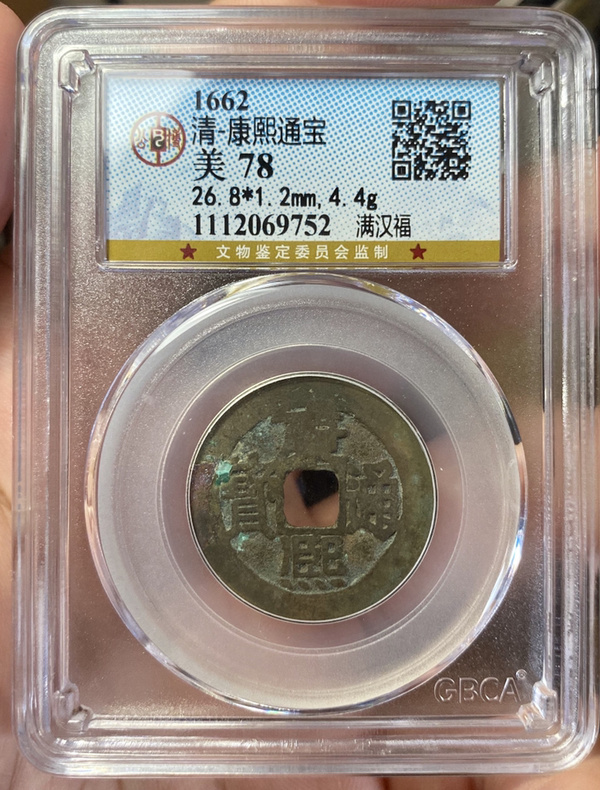 1662
清-康熙通宝
美 78
26.8*1.2mm, 4.4g
1112069752 满汉福
文物鉴定委员会监制
熙
通
寶
GBCA